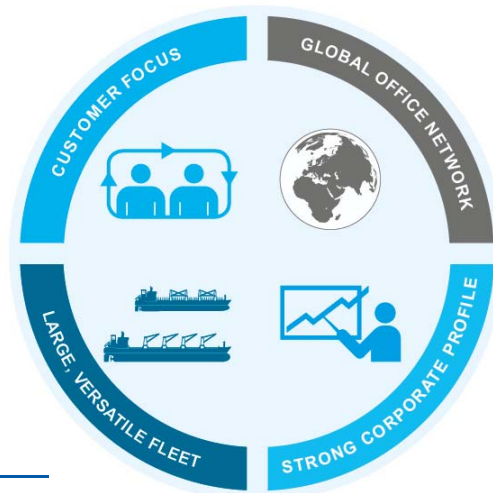 CUSTOMER FOCUS
GLOBAL OFFICE NETWORK
LARGE, VERSATILE FLEET
STRONG CORPORATE PROFILE